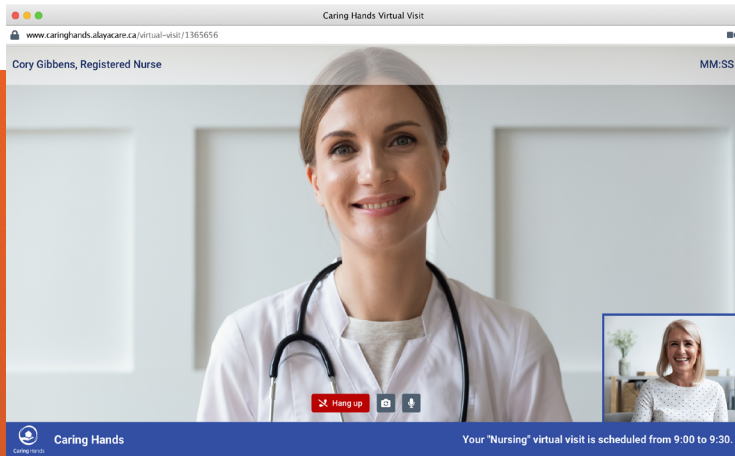 Caring Hands Virtual Visit
www.caringhands.alayacare.ca/virtual-visit/1365656
Cory Gibbens, Registered Nurse
MM:SS
Hang up
Caring Hands
Caring Hands
Your "Nursing" virtual visit is scheduled from 9:00 to 9:30.